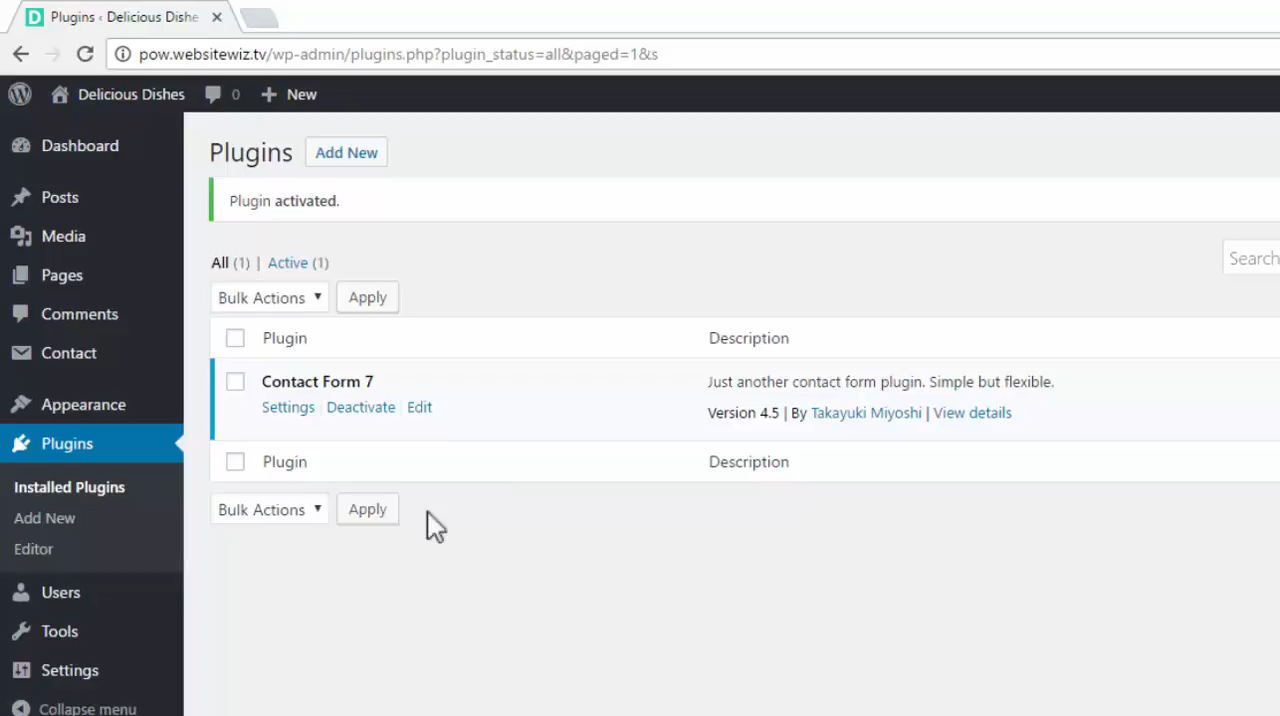 Plugins ‹ Delicious Dishe
pow.websitewiz.tv/wp-admin/plugins.php?plugin_status=all&paged=1&s
Delicious Dishes 0 New
Dashboard
Posts
Media
Pages
Comments
Contact
Appearance
Plugins
Installed Plugins
Add New
Editor
Users
Tools
Settings
Collapse menu
Plugins Add New
Plugin activated.
All (1) | Active (1)
Search
Bulk Actions Apply
Plugin Description
Contact Form 7 Just another contact form plugin. Simple but flexible.
Settings | Deactivate | Edit Version 4.5 | By Takayuki Miyoshi | View details
Plugin Description
Bulk Actions Apply